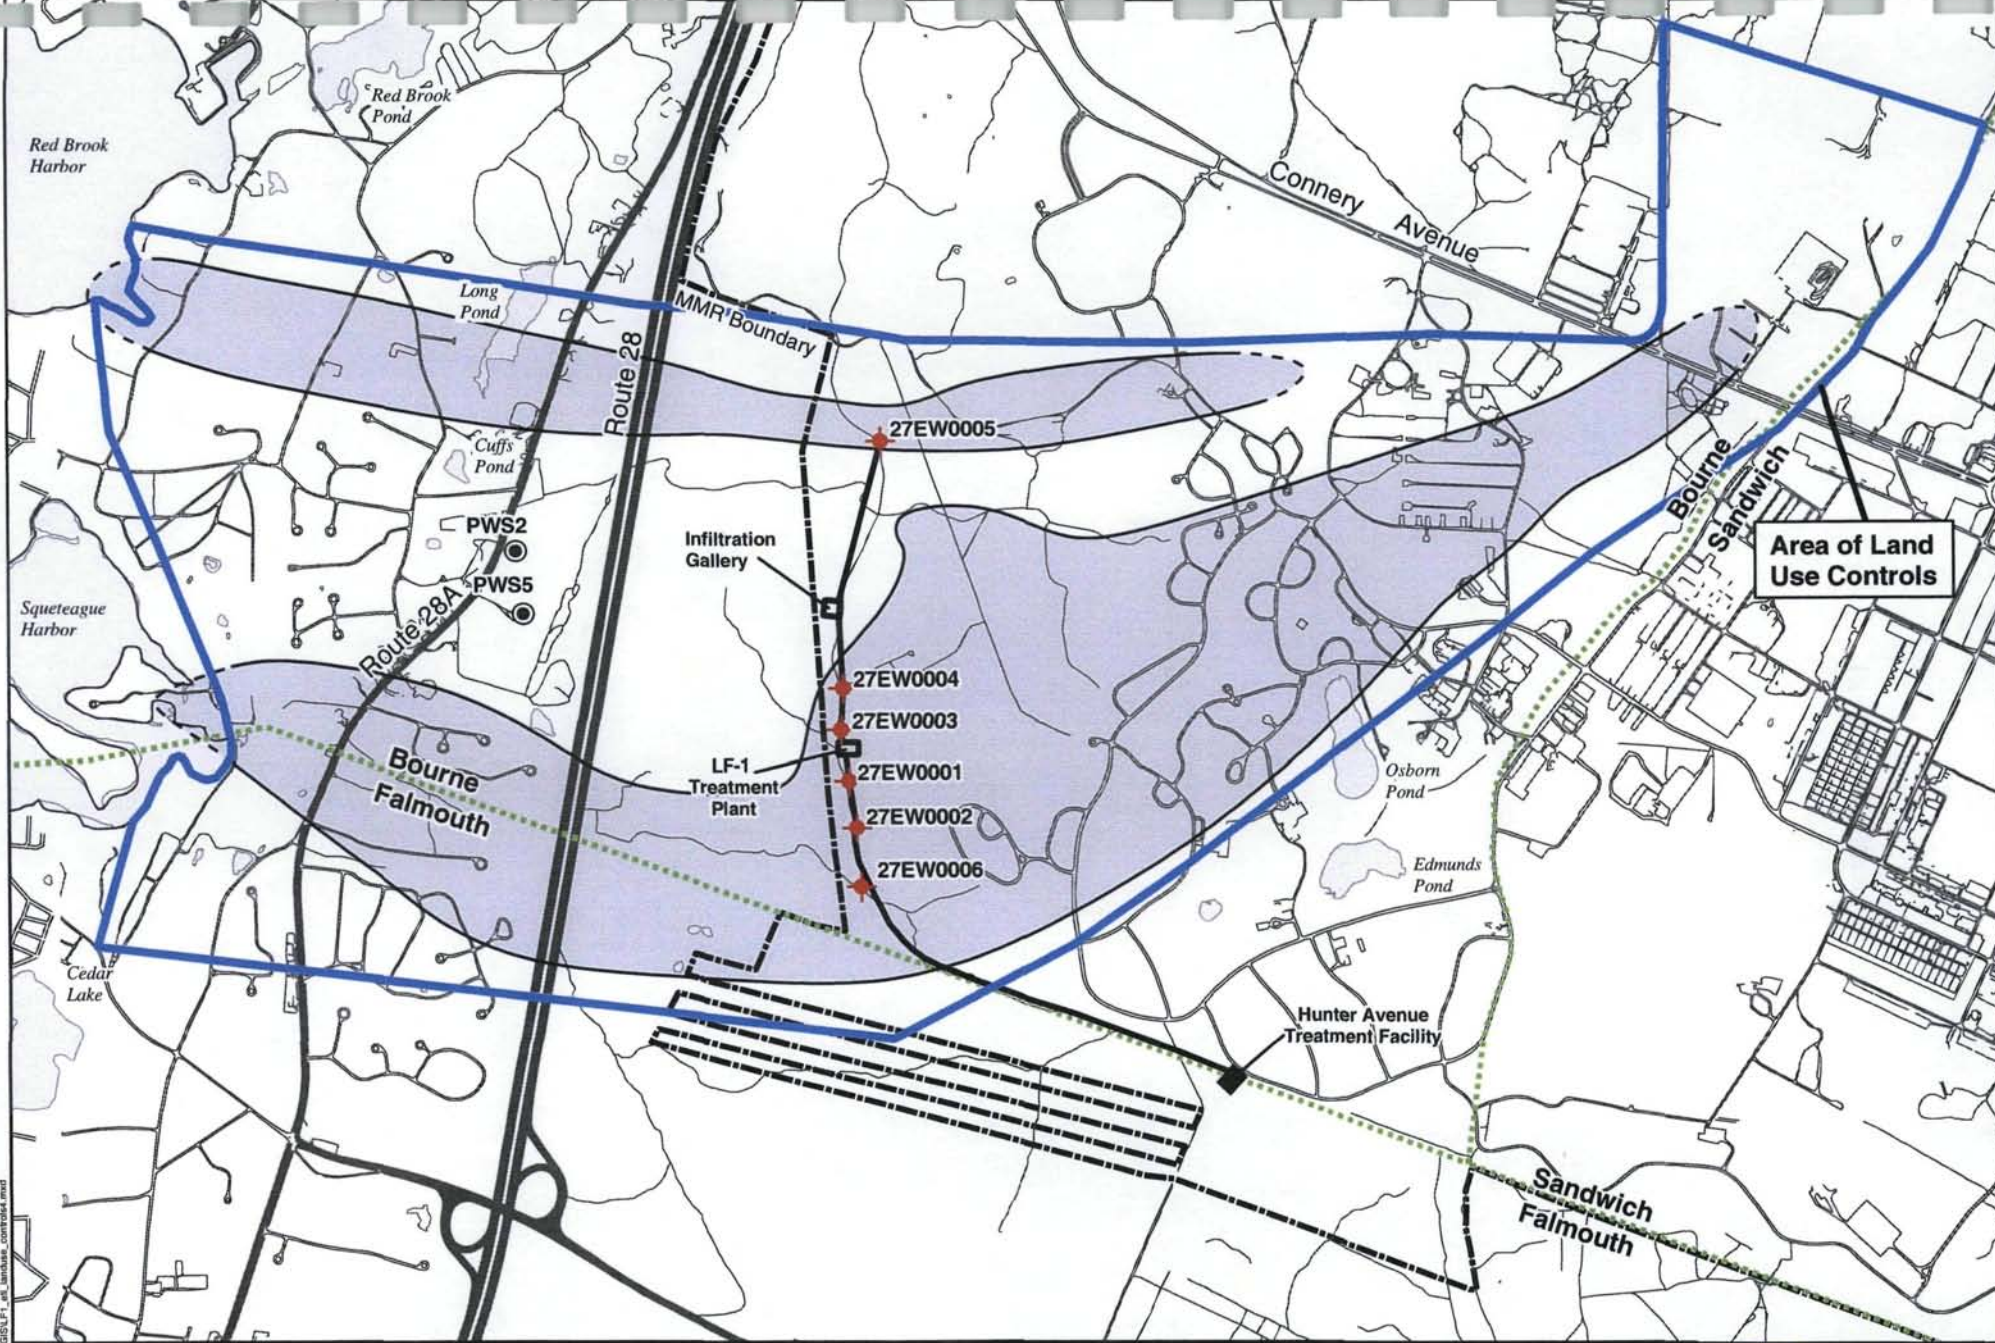 Red Brook
Pond
Red Brook
Harbor
Connery Avenue
Long
Pond
MMR Boundary
Route 28
27EW0005
Cuffs
Pond
Bourne
Sandwich
PWS2
Infiltration
Gallery
Area of Land
Use Controls
PWS5
Squeteague
Harbor
Route 28A
27EW0004
27EW0003
LF-1
Treatment
Plant
27EW0001
Osborn
Pond
Bourne
Falmouth
27EW0002
27EW0006
Edmunds
Pond
Cedar
Lake
Hunter Avenue
Treatment Facility
Sandwich
Falmouth